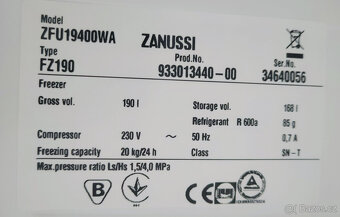 Model
ZFU19400WA
ZANUSSI
Type
Prod.No.
Ser.No.
FZ190
933013440-00
34640056
Freezer
Gross vol. 190 l
Storage vol. 168 l
Refrigerant R 600a 85 g
Compressor 230 V ~ 50 Hz 0,7 A
Freezing capacity 20 kg/24 h Class SN - T
Max.pressure ratio Ls/Hs 1,5/4,0 MPa
B
Bazos.cz